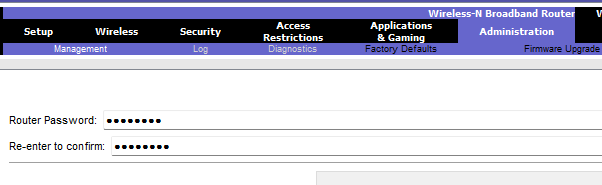 Wireless-N Broadband Router
Setup Wireless Security Access Restrictions Applications & Gaming Administration
Management Log Diagnostics Factory Defaults Firmware Upgrade
Router Password: ••••••••
Re-enter to confirm: ••••••••